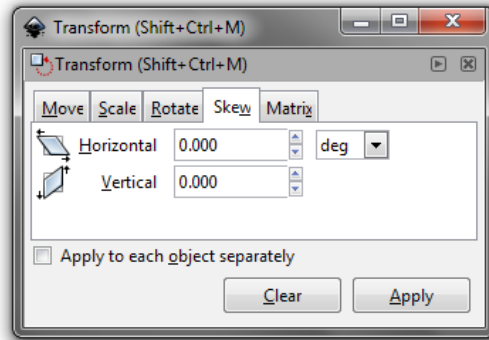 Transform (Shift+Ctrl+M)
Transform (Shift+Ctrl+M)
Move Scale Rotate Skew Matrix
Horizontal 0.000 deg
Vertical 0.000
Apply to each object separately
Clear Apply